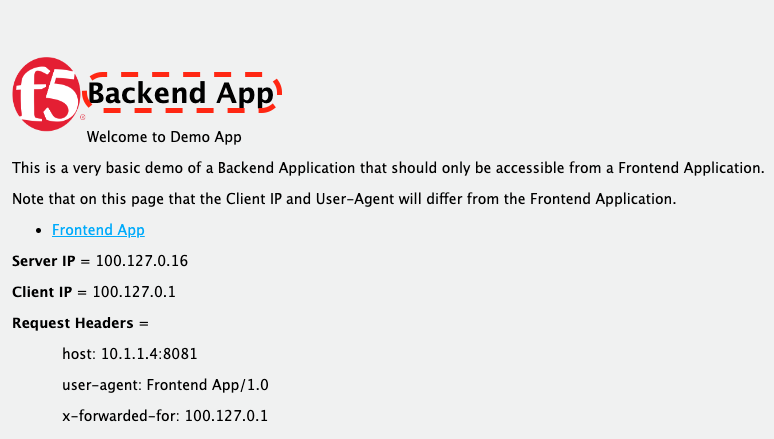 f5®
Backend App
Welcome to Demo App
This is a very basic demo of a Backend Application that should only be accessible from a Frontend Application.
Note that on this page that the Client IP and User-Agent will differ from the Frontend Application.
• Frontend App
Server IP = 100.127.0.16
Client IP = 100.127.0.1
Request Headers =
host: 10.1.1.4:8081
user-agent: Frontend App/1.0
x-forwarded-for: 100.127.0.1